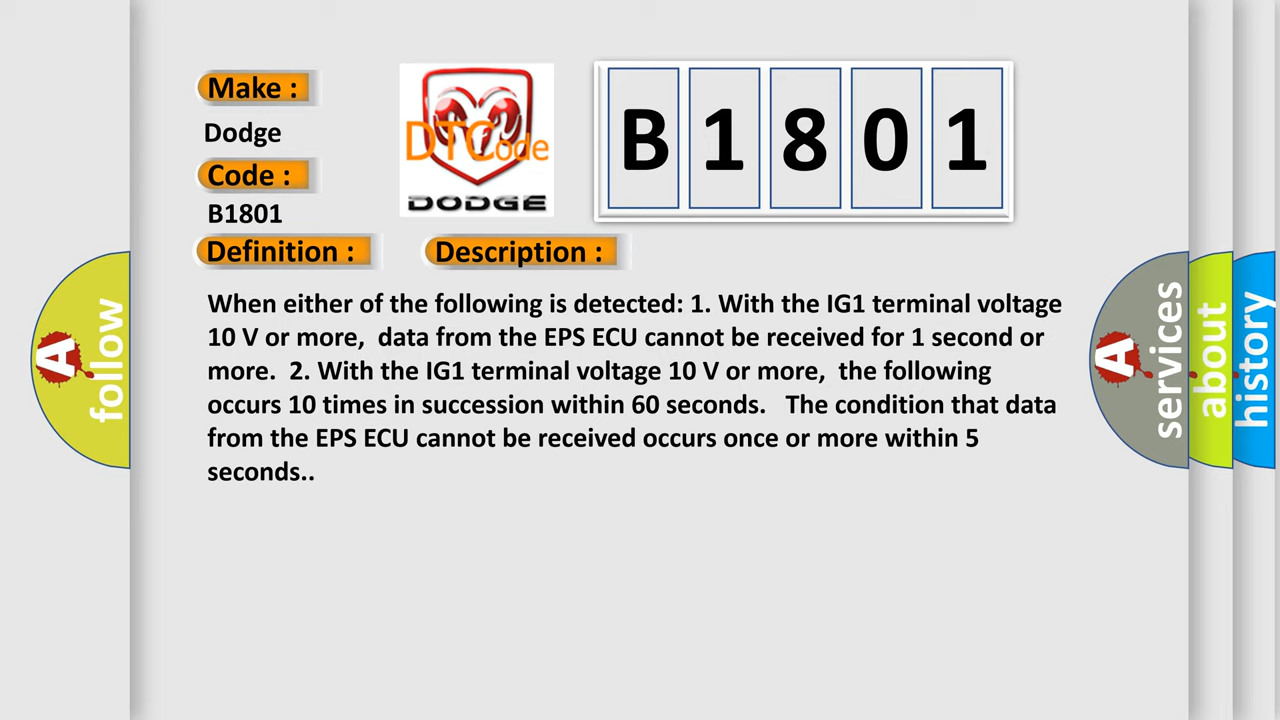 Make :
Dodge
Code :
B1801
Definition :
Description :
DTCode
DODGE
B 1 8 0 1
When either of the following is detected: 1. With the IG1 terminal voltage
10 V or more, data from the EPS ECU cannot be received for 1 second or
more. 2. With the IG1 terminal voltage 10 V or more, the following
occurs 10 times in succession within 60 seconds. The condition that data
from the EPS ECU cannot be received occurs once or more within 5
seconds..
A
follow
A
services
about
history